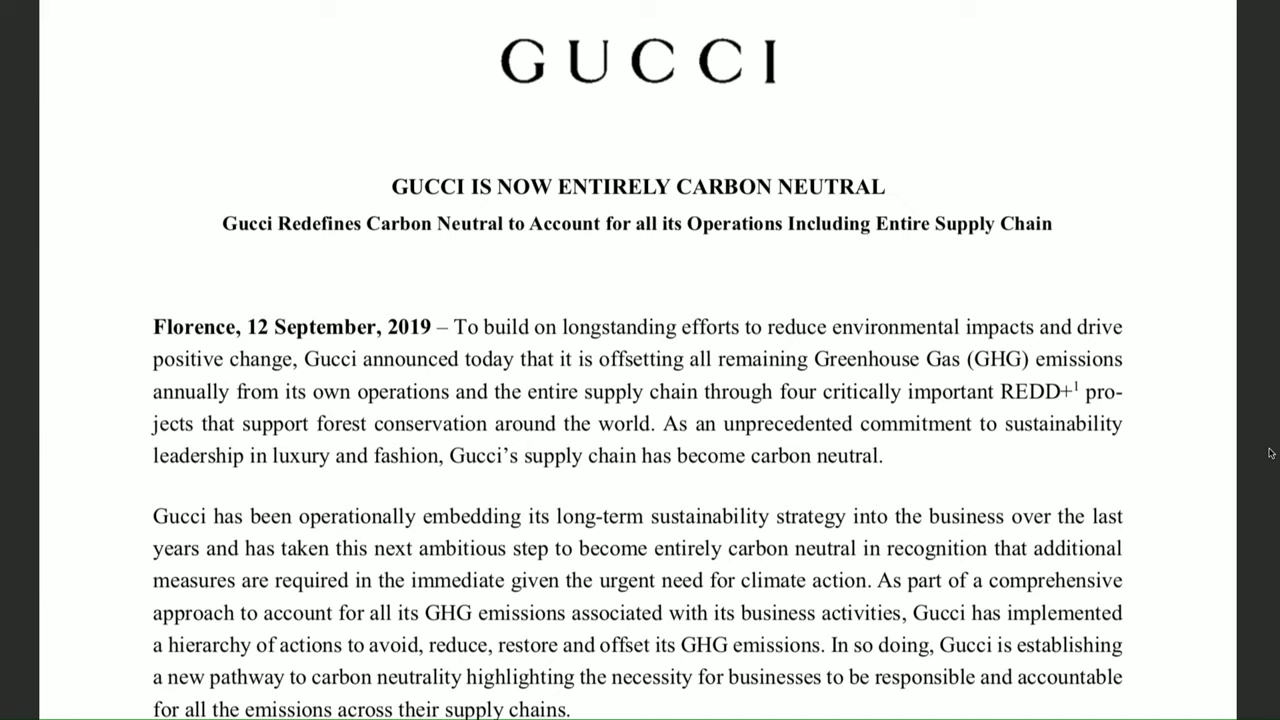 GUCCI
GUCCI IS NOW ENTIRELY CARBON NEUTRAL
Gucci Redefines Carbon Neutral to Account for all its Operations Including Entire Supply Chain
Florence, 12 September, 2019 – To build on longstanding efforts to reduce environmental impacts and drive
positive change, Gucci announced today that it is offsetting all remaining Greenhouse Gas (GHG) emissions
annually from its own operations and the entire supply chain through four critically important REDD+¹ pro-
jects that support forest conservation around the world. As an unprecedented commitment to sustainability
leadership in luxury and fashion, Gucci’s supply chain has become carbon neutral.
Gucci has been operationally embedding its long-term sustainability strategy into the business over the last
years and has taken this next ambitious step to become entirely carbon neutral in recognition that additional
measures are required in the immediate given the urgent need for climate action. As part of a comprehensive
approach to account for all its GHG emissions associated with its business activities, Gucci has implemented
a hierarchy of actions to avoid, reduce, restore and offset its GHG emissions. In so doing, Gucci is establishing
a new pathway to carbon neutrality highlighting the necessity for businesses to be responsible and accountable
for all the emissions across their supply chains.